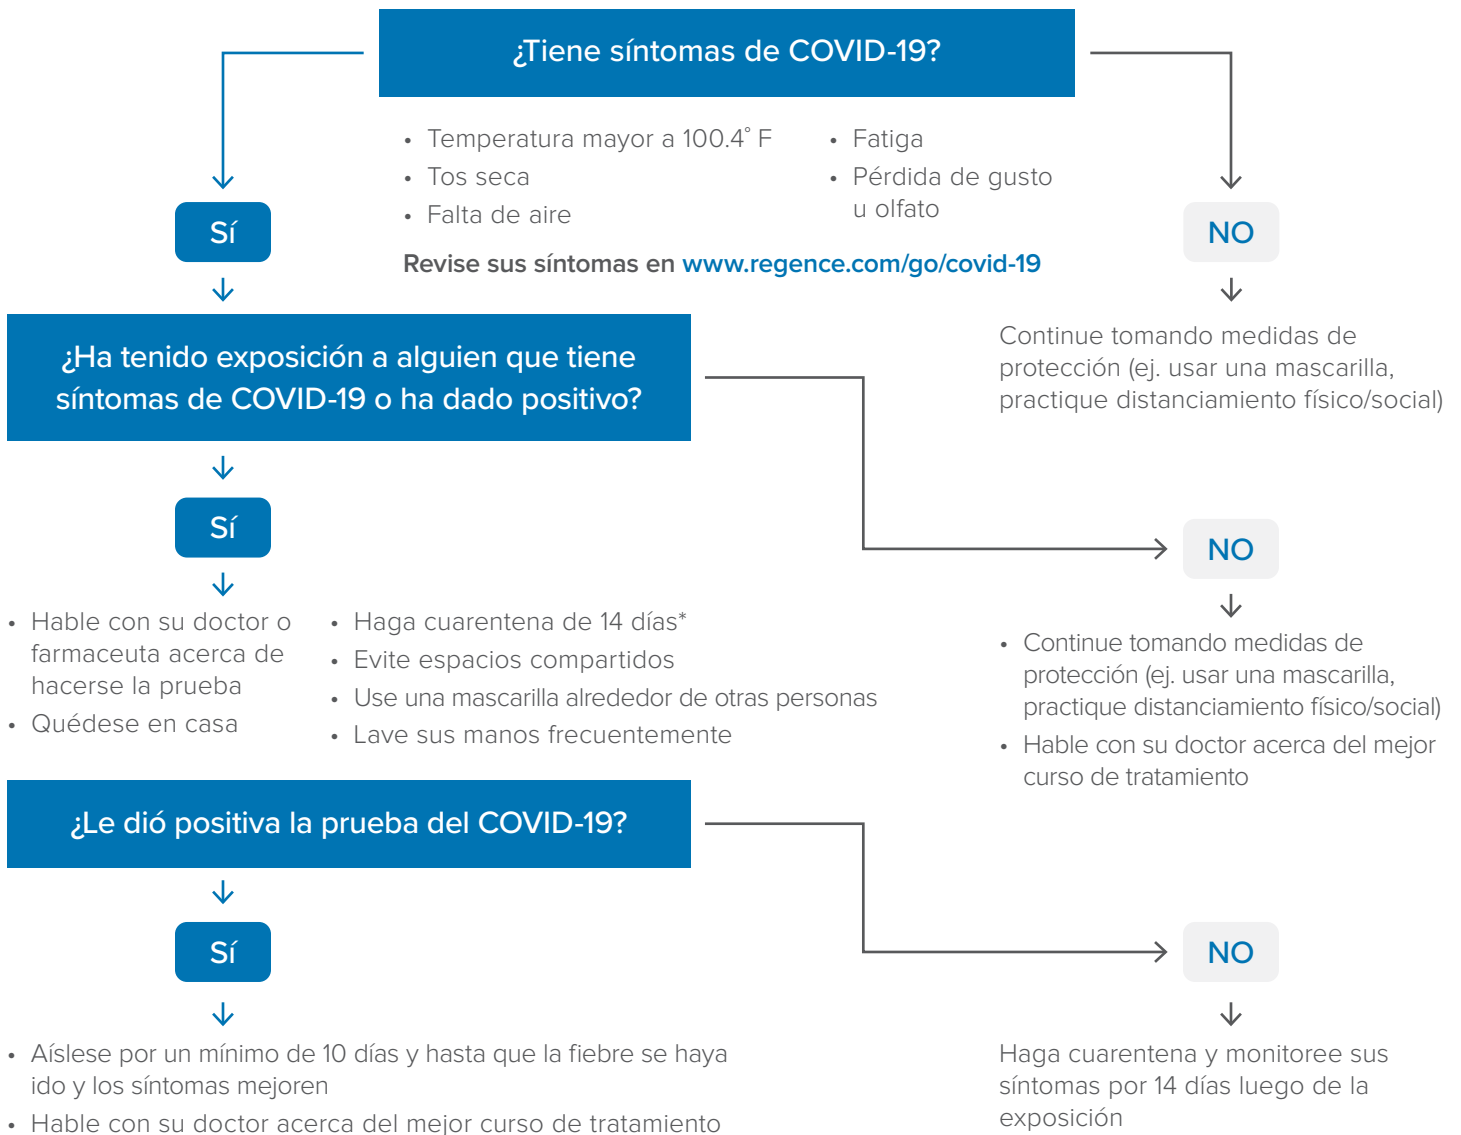 ¿Tiene síntomas de COVID-19?
• Temperatura mayor a 100.4° F
• Tos seca
• Falta de aire
• Fatiga
• Pérdida de gusto
u olfato
Revise sus síntomas en www.regence.com/go/covid-19
Sí
NO
Continue tomando medidas de
protección (ej. usar una mascarilla,
practique distanciamiento físico/social)
¿Ha tenido exposición a alguien que tiene
síntomas de COVID-19 o ha dado positivo?
Sí
NO
• Hable con su doctor o
farmaceuta acerca de
hacerse la prueba
• Quédese en casa
• Haga cuarentena de 14 días*
• Evite espacios compartidos
• Use una mascarilla alrededor de otras personas
• Lave sus manos frecuentemente
• Continue tomando medidas de
protección (ej. usar una mascarilla,
practique distanciamiento físico/social)
• Hable con su doctor acerca del mejor
curso de tratamiento
¿Le dió positiva la prueba del COVID-19?
Sí
NO
• Aíslese por un mínimo de 10 días y hasta que la fiebre se haya
ido y los síntomas mejoren
• Hable con su doctor acerca del mejor curso de tratamiento
Haga cuarentena y monitoree sus
síntomas por 14 días luego de la
exposición